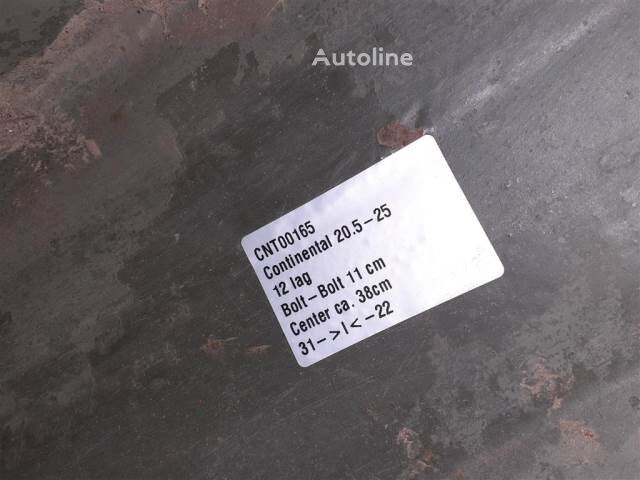 Autoline
CNT00165
Continental 20.5-25
12 lag
Bolt-Bolt 11 cm
Center ca. 38cm
31->I<-22